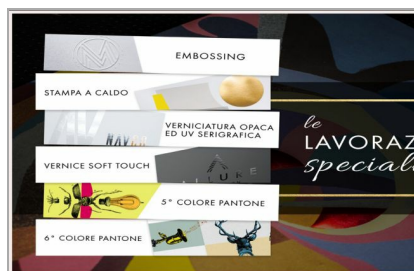 EMBOSSING
STAMPA A CALDO
VERNICIATURA OPACA
ED UV SERIGRAFICA
VERNICE SOFT TOUCH
5° COLORE PANTONE
6° COLORE PANTONE
le
LAVORAZ
speciali